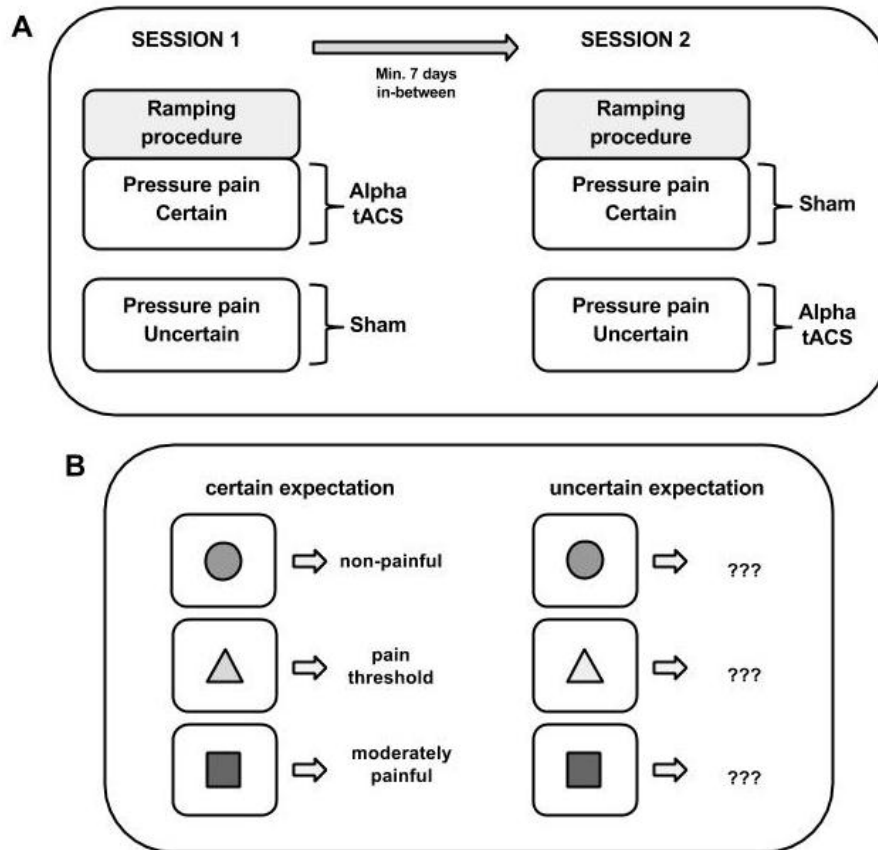 A
SESSION 1
SESSION 2
Min. 7 days
in-between
Ramping
procedure
Pressure pain
Certain
Alpha
tACS
Pressure pain
Uncertain
Sham
Ramping
procedure
Pressure pain
Certain
Sham
Pressure pain
Uncertain
Alpha
tACS
B
certain expectation
uncertain expectation
non-painful
???
pain
threshold
???
moderately
painful
???